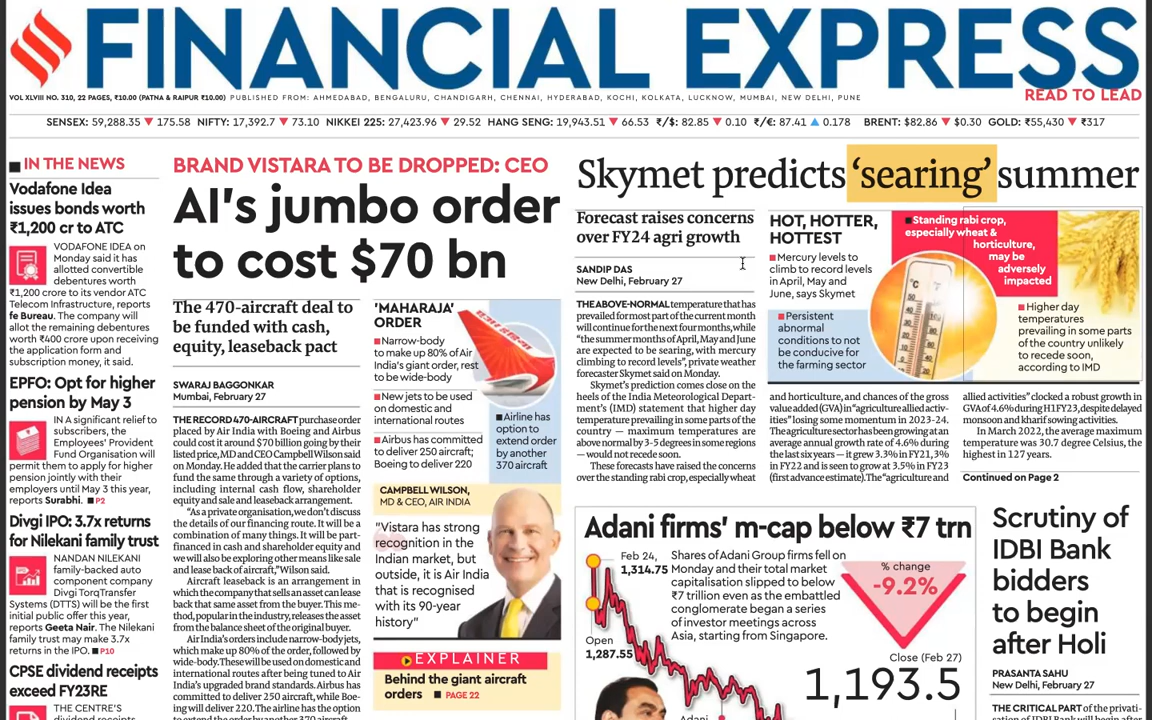 FINANCIAL EXPRESS
VOL XLVIII NO. 310, 22 PAGES, ₹10.00 (PATNA & RAIPUR ₹10.00) PUBLISHED FROM: AHMEDABAD, BENGALURU, CHANDIGARH, CHENNAI, HYDERABAD, KOCHI, KOLKATA, LUCKNOW, MUMBAI, NEW DELHI, PUNE
READ TO LEAD
SENSEX: 59,288.35 ▼ 175.58 NIFTY: 17,392.7 ▼ 73.10 NIKKEI 225: 27,423.96 ▼ 29.52 HANG SENG: 19,943.51 ▼ 66.53 ₹/$: 82.85 ▼ 0.10 ₹/€: 87.41 ▲ 0.178 BRENT: $82.86 ▼ $0.30 GOLD: ₹55,430 ▼ ₹317
■ IN THE NEWS
Vodafone Idea
issues bonds worth
₹1,200 cr to ATC
VODAFONE IDEA on
Monday said it has
allotted convertible
debentures worth
₹1,200 crore to its vendor ATC
Telecom Infrastructure, reports
fe Bureau. The company will
allot the remaining debentures
worth ₹400 crore upon receiving
the application form and
subscription money, it said.
EPFO: Opt for higher
pension by May 3
IN A significant relief to
subscribers, the
Employees' Provident
Fund Organisation will
permit them to apply for higher
pension jointly with their
employers until May 3 this year,
reports Surabhi. ■ P2
Divgi IPO: 3.7x returns
for Nilekani family trust
NANDAN NILEKANI
family-backed auto
component company
Divgi TorqTransfer
Systems (DTTS) will be the first
initial public offer this year,
reports Geeta Nair. The Nilekani
family trust may make 3.7x
returns in the IPO. ■ P10
CPSE dividend receipts
exceed FY23RE
THE CENTRE'S
dividend receipts
BRAND VISTARA TO BE DROPPED: CEO
AI's jumbo order
to cost $70 bn
The 470-aircraft deal to
be funded with cash,
equity, leaseback pact
SWARAJ BAGGONKAR
Mumbai, February 27
THE RECORD 470-AIRCRAFT purchase
order placed by Air India with Boeing and Airbus
could cost it around $70 billion going by their
listed price, MD and CEO Campbell Wilson said
on Monday. He added that the carrier plans to
fund the same through a variety of options,
including internal cash flow, shareholder
equity and sale and leaseback arrangement.
"As a private organisation, we don't discuss
the details of our financing route. It will be a
combination of many things. It will be part-
financed in cash and shareholder equity and
we will also be exploring other means like sale
and lease back of aircraft," Wilson said.
Aircraft leaseback is an arrangement in
which the company that sells an asset can lease
back that same asset from the buyer. This me-
thod, popular in the industry, releases the asset
from the balance sheet of the original buyer.
Air India's orders include narrow-body jets,
which make up 80% of the order, followed by
wide-body. These will be used on domestic and
international routes after being tuned to Air
India's upgraded brand standards. Airbus has
committed to deliver 250 aircraft, while Boe-
ing will deliver 220. The airline has the option
to extend the order by another 370 aircraft
'MAHARAJA'
ORDER
■ Narrow-body
to make up 80% of Air
India's giant order, rest
to be wide-body
■ New jets to be used
on domestic and
international routes
■ Airbus has committed
to deliver 250 aircraft;
Boeing to deliver 220
■ Airline has
option to
extend order
by another
370 aircraft
CAMPBELL WILSON,
MD & CEO, AIR INDIA
"Vistara has strong
recognition in the
Indian market, but
outside, it is Air India
that is recognised
with its 90-year
history"
EXPLAINER
Behind the giant aircraft
orders ■ PAGE 22
Skymet predicts 'searing' summer
Forecast raises concerns
over FY24 agri growth
SANDIP DAS
New Delhi, February 27
THE ABOVE-NORMAL temperature that has
prevailed for most part of the current month
will continue for the next four months, while
"the summer months of April, May and June
are expected to be searing, with mercury
climbing to record levels", private weather
forecaster Skymet said on Monday.
Skymet's prediction comes close on the
heels of the India Meteorological Depart-
ment's (IMD) statement that higher day
temperature prevailing in some parts of the
country — maximum temperatures are
above normal by 3-5 degrees in some regions
— would not recede soon.
These forecasts have raised the concerns
over the standing rabi crop, especially wheat
HOT, HOTTER,
HOTTEST
■ Mercury levels to
climb to record levels
in April, May and
June, says Skymet
■ Persistent
abnormal
conditions to not
be conducive for
the farming sector
■ Standing rabi crop,
especially wheat &
horticulture,
may be
adversely
impacted
■ Higher day
temperatures
prevailing in some parts
of the country unlikely
to recede soon,
according to IMD
°C
°F
and horticulture, and chances of the gross
value added (GVA) in "agriculture allied activ-
ities" losing some momentum in 2023-24.
The agriculture sector has been growing at an
average annual growth rate of 4.6% during
the last six years — it grew 3.3% in FY21, 3%
in FY22 and is seen to grow at 3.5% in FY23
(first advance estimate). The "agriculture and
allied activities" clocked a robust growth in
GVA of 4.6% during H1FY23, despite delayed
monsoon and kharif sowing activities.
In March 2022, the average maximum
temperature was 30.7 degree Celsius, the
highest in 127 years.
Continued on Page 2
Adani firms' m-cap below ₹7 trn
Feb 24,
1,314.75
Open
1,287.55
Shares of Adani Group firms fell on
Monday and their total market
capitalisation slipped to below
₹7 trillion even as the embattled
conglomerate began a series
of investor meetings across
Asia, starting from Singapore.
% change
-9.2%
Close (Feb 27)
1,193.5
Adani
Scrutiny of
IDBI Bank
bidders
to begin
after Holi
PRASANTA SAHU
New Delhi, February 27
THE CRITICAL PART of the privati-
sation of IDBI Bank will begin after